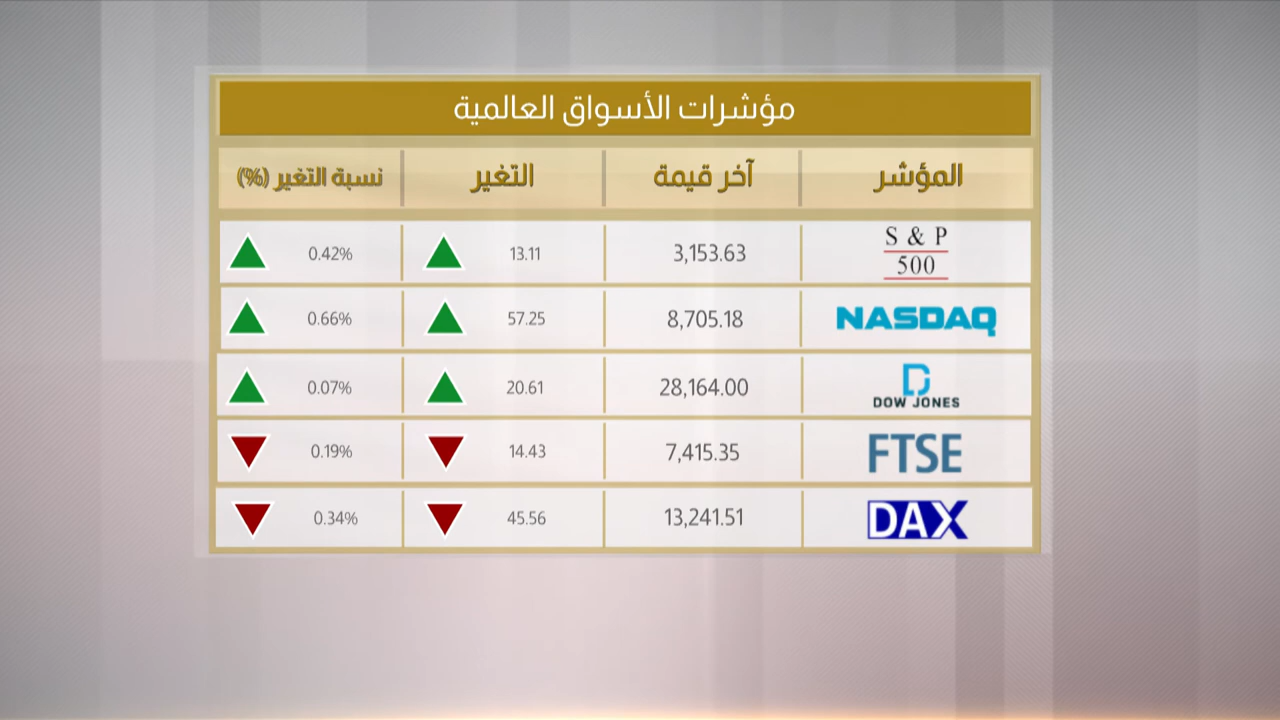 مؤشرات الأسواق العالمية
المؤشر آخر قيمة التغير نسبة التغير (%)
S & P
500
3,153.63 13.11 0.42%
NASDAQ 8,705.18 57.25 0.66%
DOW JONES 28,164.00 20.61 0.07%
FTSE 7,415.35 14.43 0.19%
DAX 13,241.51 45.56 0.34%